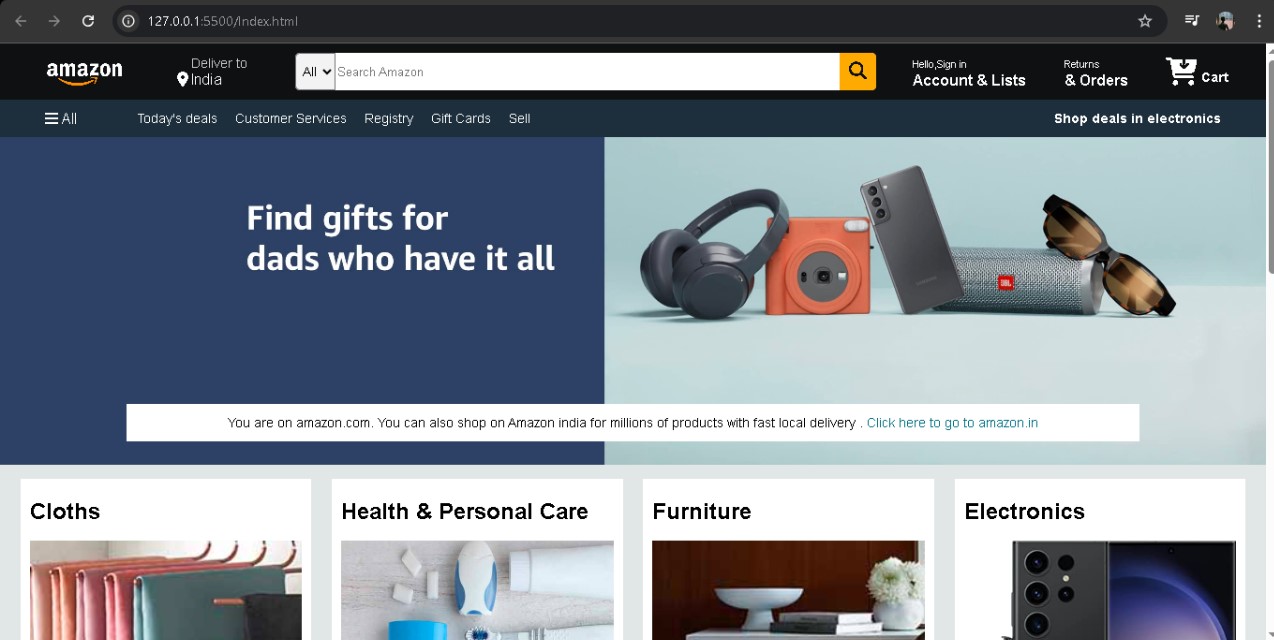 127.0.0.1:5500/Index.html
amazon
Deliver to
India
All
Search Amazon
Hello,Sign in
Account & Lists
Returns
& Orders
Cart
All
Today's deals
Customer Services
Registry
Gift Cards
Sell
Shop deals in electronics
Find gifts for
dads who have it all
JBL
You are on amazon.com. You can also shop on Amazon india for millions of products with fast local delivery . Click here to go to amazon.in
Cloths
Health & Personal Care
Furniture
Electronics